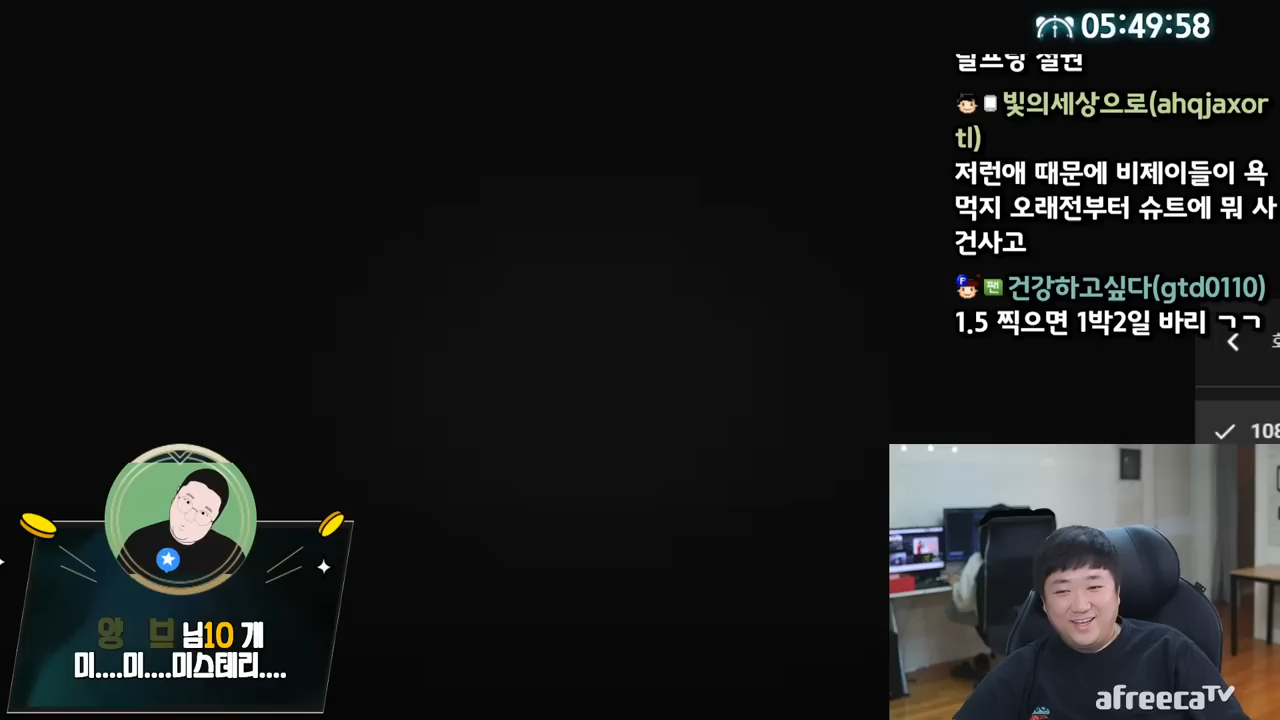 05:49:58
빛의세상으로(ahqjaxor
tl)
저런애 때문에 비제이들이 욕
먹지 오래전부터 슈트에 뭐 사
건사고
F 팬 건강하고싶다(gtd0110)
1.5 찍으면 1박2일 바리 ㄱㄱ
108
님10 개
미....미....미스테리....
afreecaTV